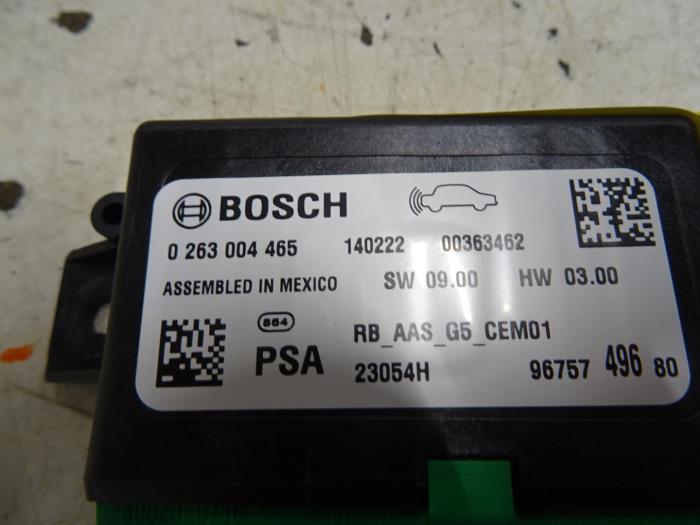 BOSCH
0 263 004 465 140222 00363462
ASSEMBLED IN MEXICO SW 09.00 HW 03.00
RB_AAS_G5_CEM01
PSA 23054H 96757 496 80